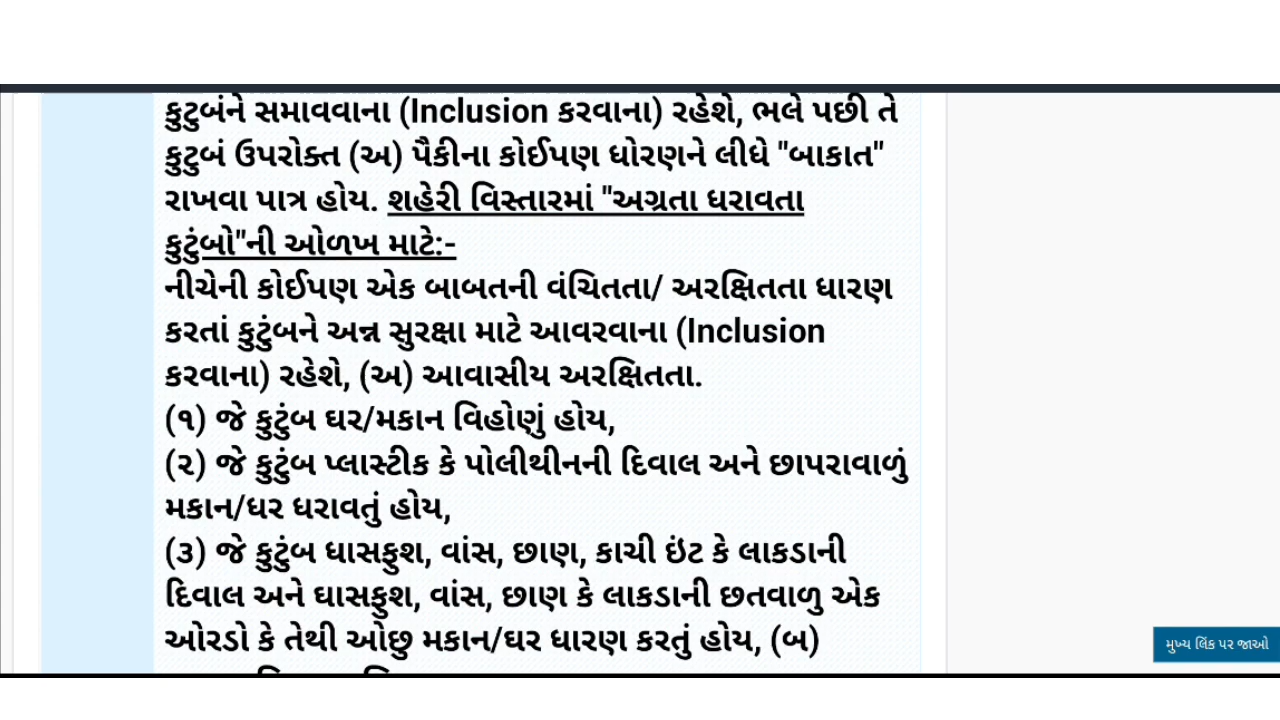 કુટુબંને સમાવવાના (Inclusion કરવાના) રહેશે, ભલે પછી તે
કુટુબં ઉપરોક્ત (અ) પૈકીના કોઈપણ ધોરણને લીધે "બાકાત"
રાખવા પાત્ર હોય. શહેરી વિસ્તારમાં "અગ્રતા ધરાવતા
કુટુંબો"ની ઓળખ માટે:-
નીચેની કોઈપણ એક બાબતની વંચિતતા/ અરક્ષિતતા ધારણ
કરતાં કુટુંબને અન્ન સુરક્ષા માટે આવરવાના (Inclusion
કરવાના) રહેશે, (અ) આવાસીય અરક્ષિતતા.
(૧) જે કુટુંબ ઘર/મકાન વિહોણું હોય,
(૨) જે કુટુંબ પ્લાસ્ટીક કે પોલીથીનની દિવાલ અને છાપરાવાળું
મકાન/ધર ધરાવતું હોય,
(૩) જે કુટુંબ ધાસફુશ, વાંસ, છાણ, કાચી ઇંટ કે લાકડાની
દિવાલ અને ઘાસફુશ, વાંસ, છાણ કે લાકડાની છતવાળુ એક
ઓરડો કે તેથી ઓછુ મકાન/ઘર ધારણ કરતું હોય, (બ)
મુખ્ય લિંક પર જાઓ